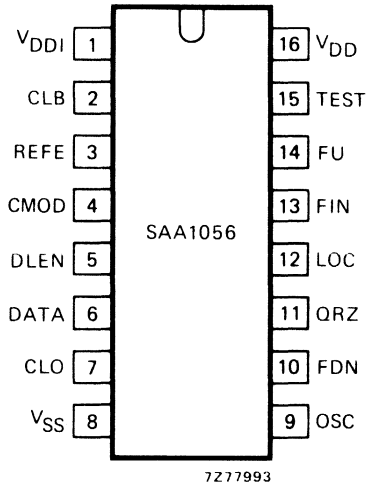 VDDI 1 16 VDD
CLB 2 15 TEST
REFE 3 14 FU
CMOD 4 13 FIN
SAA1056
DLEN 5 12 LOC
DATA 6 11 QRZ
CLO 7 10 FDN
VSS 8 9 OSC
7Z77993